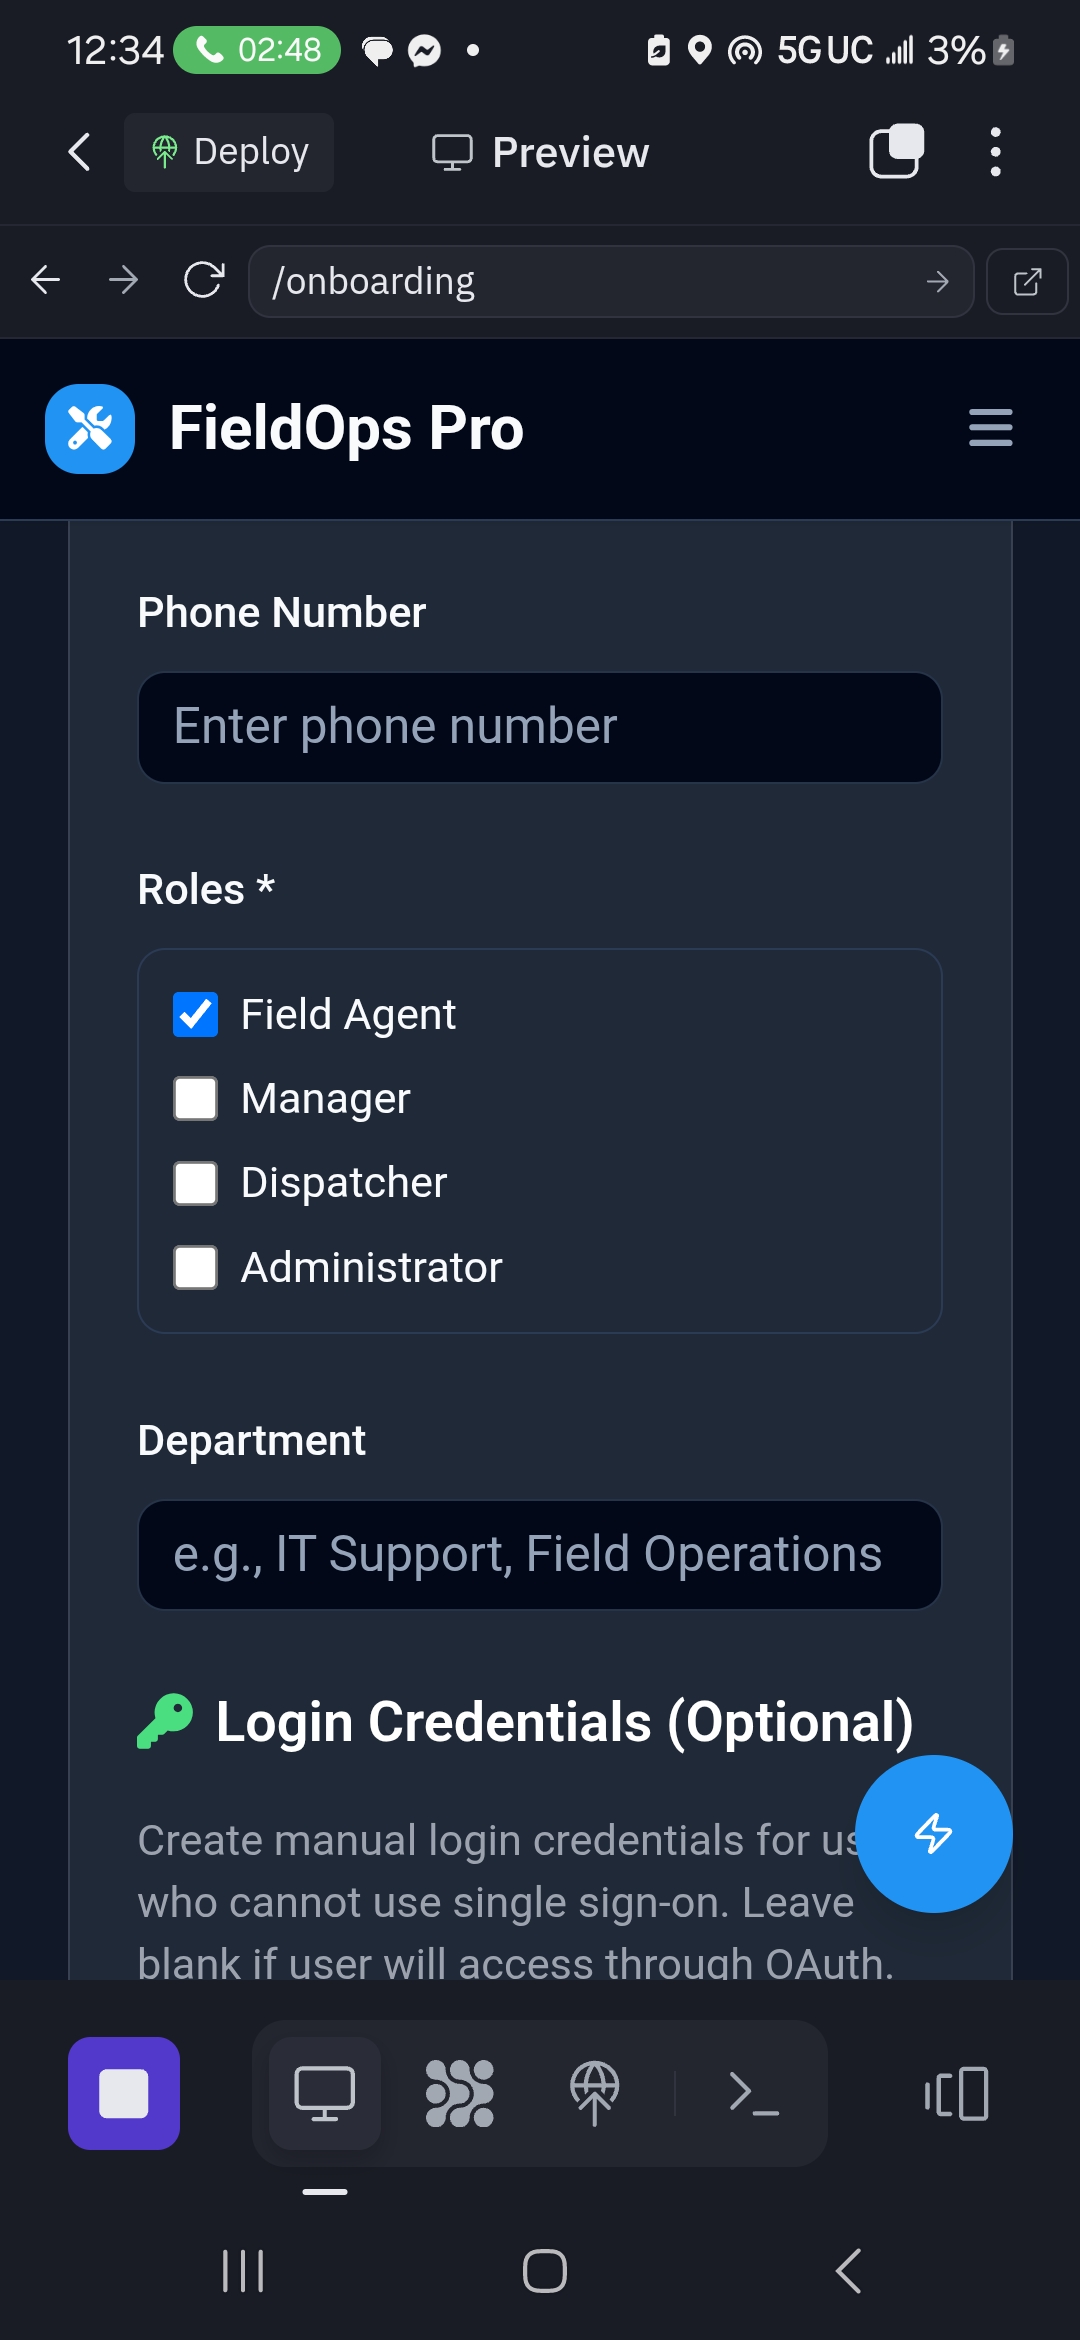 12:34 02:48 5G UC 3%
Deploy Preview
/onboarding
FieldOps Pro
Phone Number
Enter phone number
Roles *
Field Agent
Manager
Dispatcher
Administrator
Department
e.g., IT Support, Field Operations
Login Credentials (Optional)
Create manual login credentials for
who cannot use single sign-on. Leave
blank if user will access through OAuth.